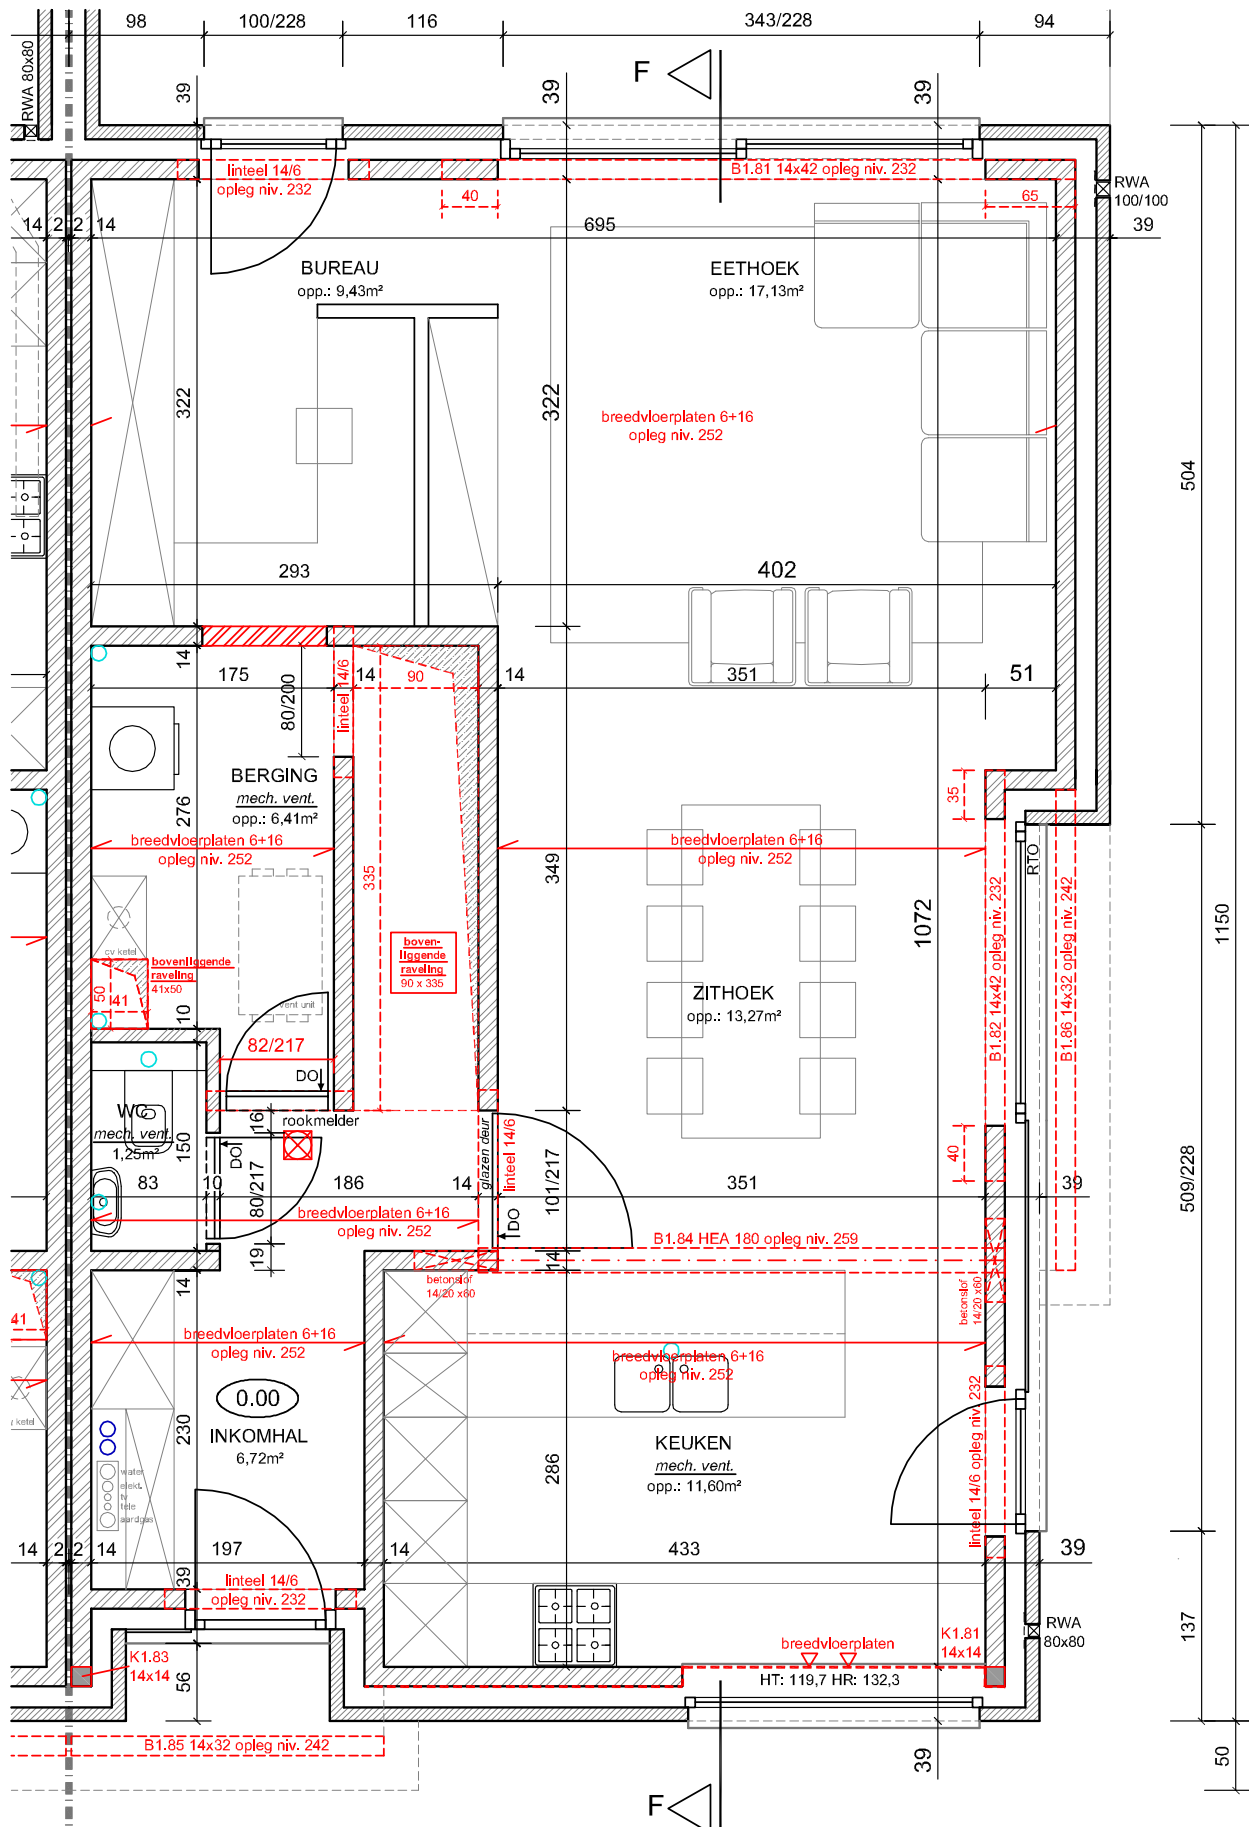 98
100/228
116
343/228
94
F
RWA 80x80
39
39
39
linteel 14/6
opleg niv. 232
B1.81 14x42 opleg niv. 232
RWA
100/100
40
65
14
2
2
14
695
39
BUREAU
opp.: 9,43m²
EETHOEK
opp.: 17,13m²
322
322
breedvloerplaten 6+16
opleg niv. 252
504
293
402
14
175
14
90
14
351
51
80/200
linteel 14/6
BERGING
mech. vent.
opp.: 6,41m²
276
35
breedvloerplaten 6+16
opleg niv. 252
breedvloerplaten 6+16
opleg niv. 252
RTO
335
349
1072
B1.82 14x42 opleg niv. 232
B1.86 14x32 opleg niv. 242
1150
cv ketel
boven-
liggende
raveling
90 x 335
bovenliggende
raveling
41x50
50
41
vent unit
ZITHOEK
opp.: 13,27m²
10
82/217
DO
WC
mech. vent.
1,25m²
rookmelder
16
150
DO
80/217
glazen deur
linteel 14/6
101/217
40
83
10
186
14
351
39
509/228
breedvloerplaten 6+16
opleg niv. 252
DO
B1.84 HEA 180 opleg niv. 259
19
14
14
betonslof
14/20 x60
betonslof
14/20 x60
41
breedvloerplaten 6+16
opleg niv. 252
breedvloerplaten 6+16
opleg niv. 252
0.00
INKOMHAL
6,72m²
230
286
KEUKEN
mech. vent.
opp.: 11,60m²
linteel 14/6 opleg niv. 232
v ketel
water
elekt.
tv
tele
aardgas
14
2
2
14
197
14
433
39
39
linteel 14/6
opleg niv. 232
K1.83
14x14
56
breedvloerplaten
K1.81
14x14
HT: 119,7 HR: 132,3
RWA
80x80
137
B1.85 14x32 opleg niv. 242
39
50
F